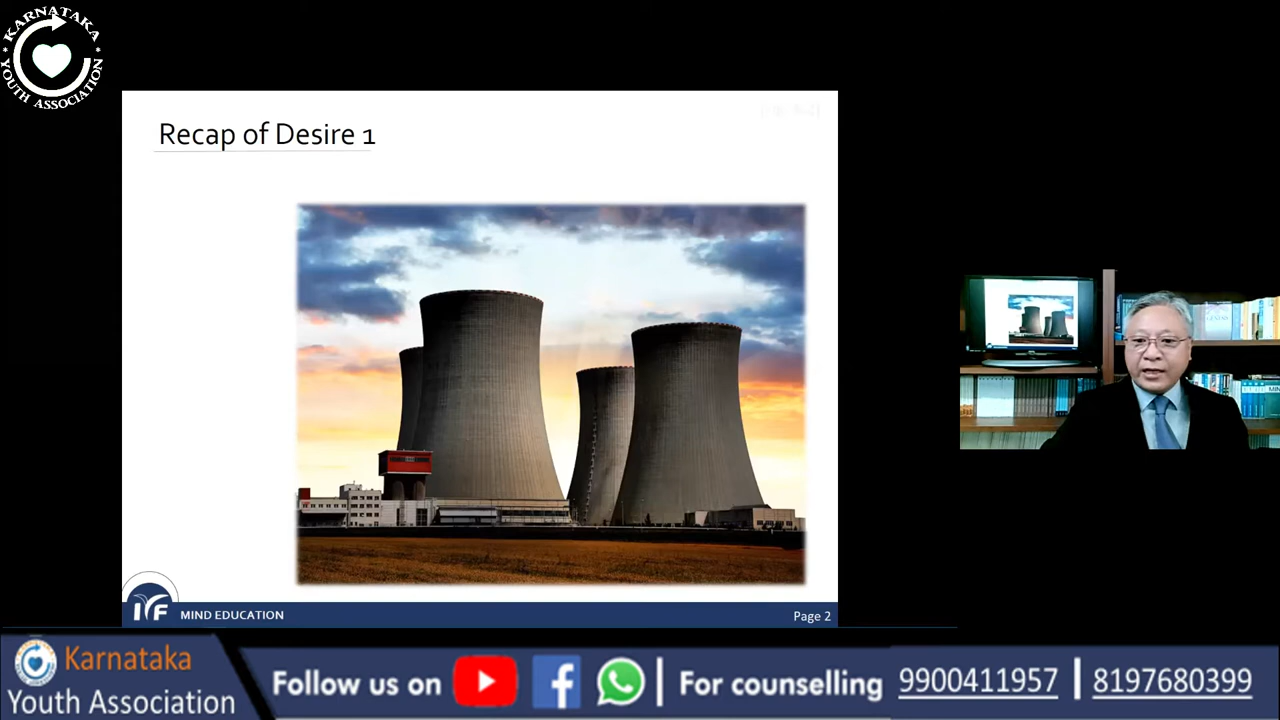 KARNATAKA
YOUTH ASSOCIATION
Recap of Desire 1
IYF MIND EDUCATION
Page 2
Karnataka
Youth Association
Follow us on
For counselling
9900411957 | 8197680399